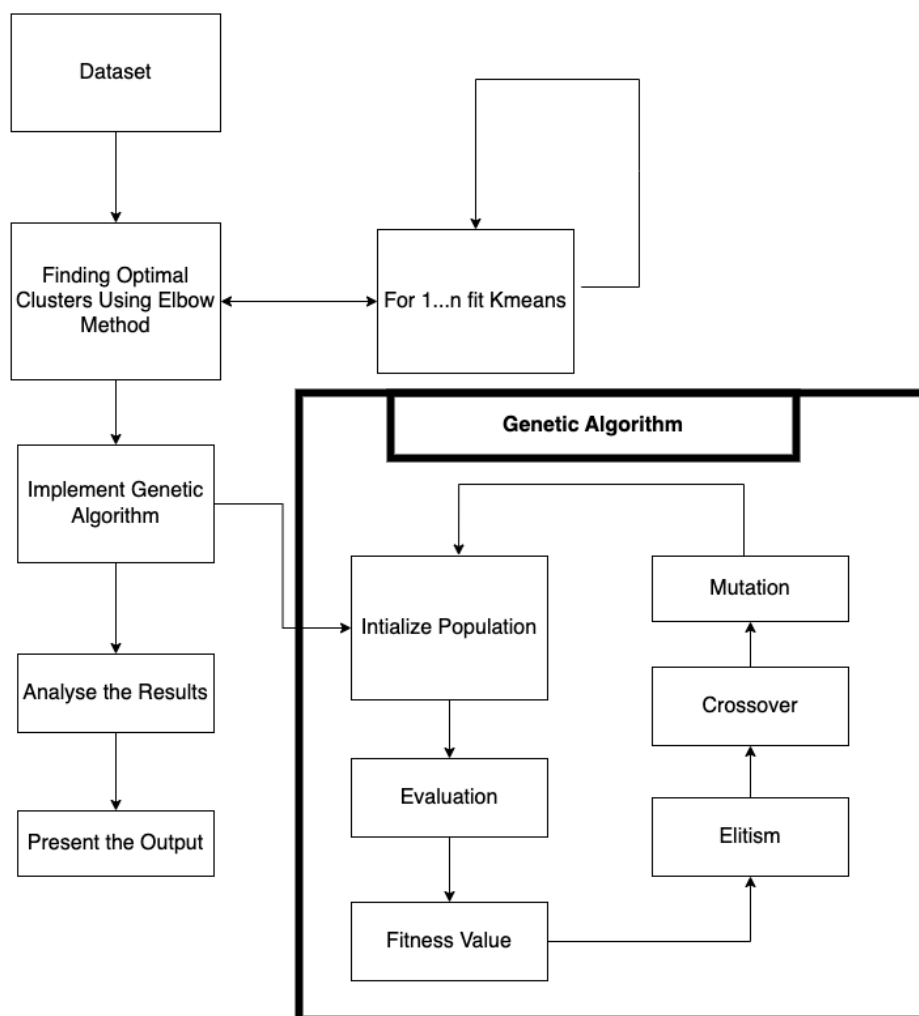 Dataset
Finding Optimal
Clusters Using Elbow
Method
For 1...n fit Kmeans
Genetic Algorithm
Implement Genetic
Algorithm
Intialize Population
Mutation
Analyse the Results
Crossover
Evaluation
Present the Output
Elitism
Fitness Value